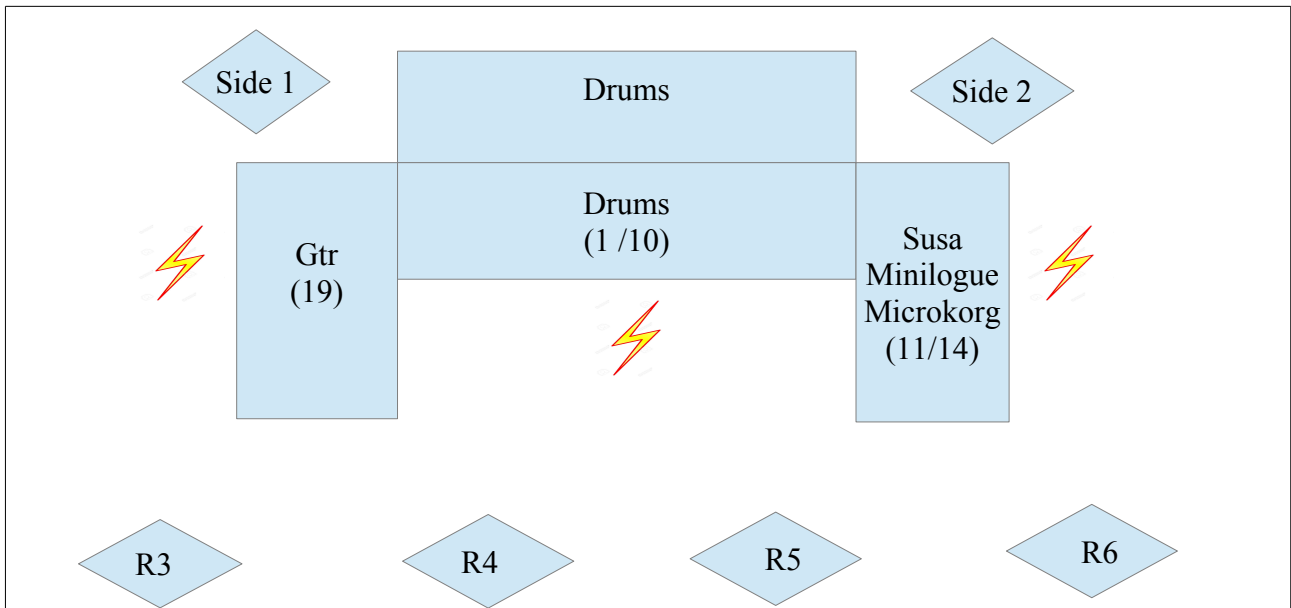 Side 1
Drums
Side 2
Gtr
(19)
Drums
(1 /10)
Susa
Minilogue
Microkorg
(11/14)
R3
R4
R5
R6